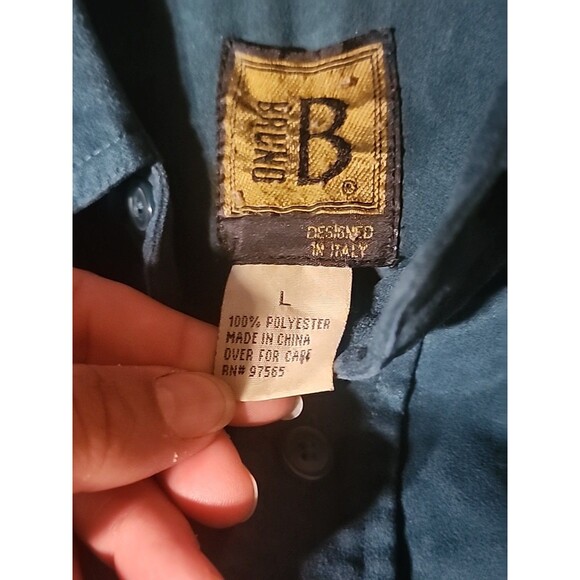 BRUNO
B
®
DESIGNED
IN ITALY
L
100% POLYESTER
MADE IN CHINA
OVER FOR CARE
RN# 97565